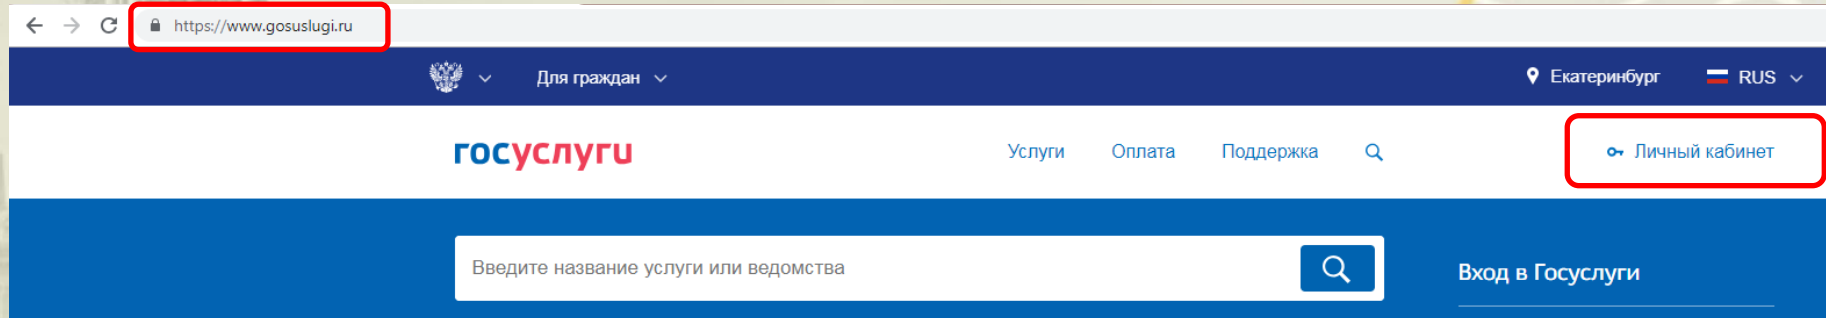 https://www.gosuslugi.ru
Для граждан Екатеринбург RUS
госуслуги Услуги Оплата Поддержка Личный кабинет
Введите название услуги или ведомства
Вход в Госуслуги